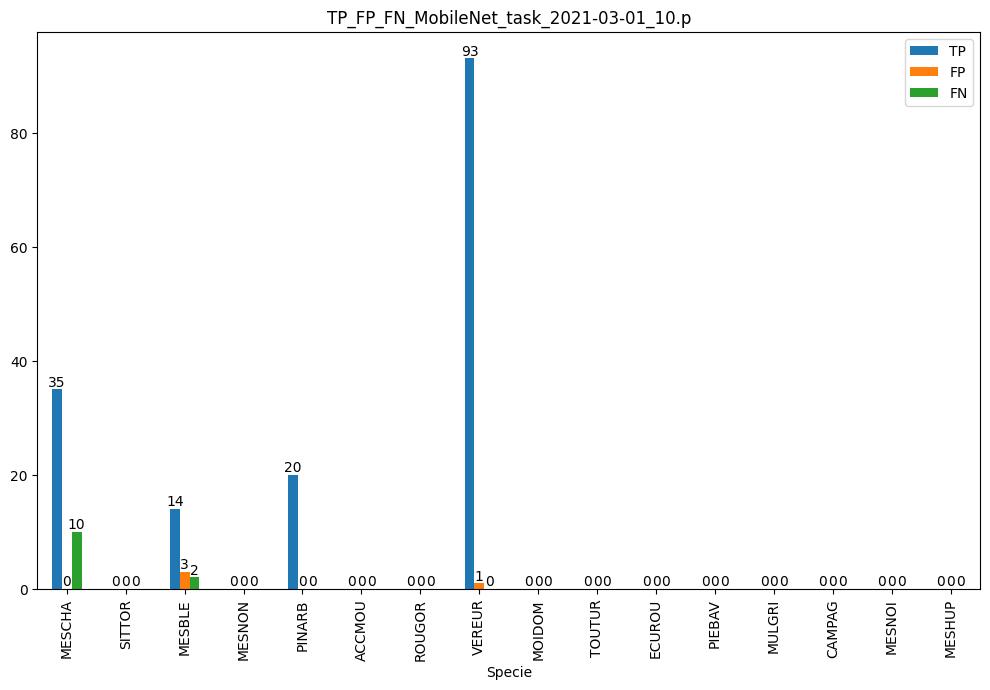 TP_FP_FN_MobileNet_task_2021-03-01_10.p
TP
FP
FN
80
60
40
20
0
35 0 10
0 0 0
14 3 2
0 0 0
20 0 0
0 0 0
0 0 0
93 1 0
0 0 0
0 0 0
0 0 0
0 0 0
0 0 0
0 0 0
0 0 0
0 0 0
MESCHA
SITTOR
MESBLE
MESNON
PINARB
ACCMOU
ROUGOR
VEREUR
MOIDOM
TOUTUR
ECUROU
PIEBAV
MULGRI
CAMPAG
MESNOI
MESHUP
Specie